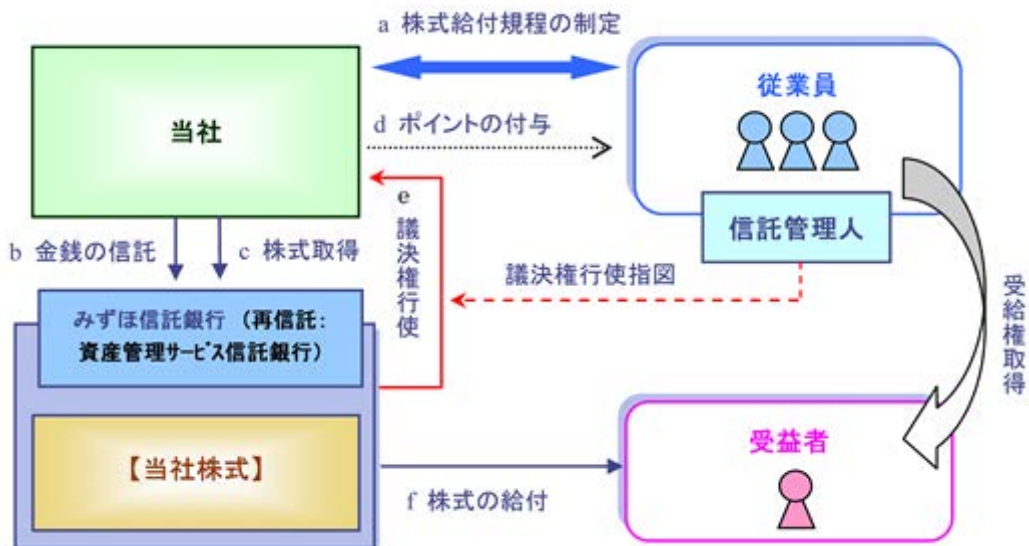 a 株式給付規程の制定
従業員
当社
d ポイントの付与
e 議決権行使
信託管理人
b 金銭の信託
c 株式取得
議決権行使指図
受給権取得
みずほ信託銀行 (再信託:
資産管理サービス信託銀行)
【当社株式】
受益者
f 株式の給付